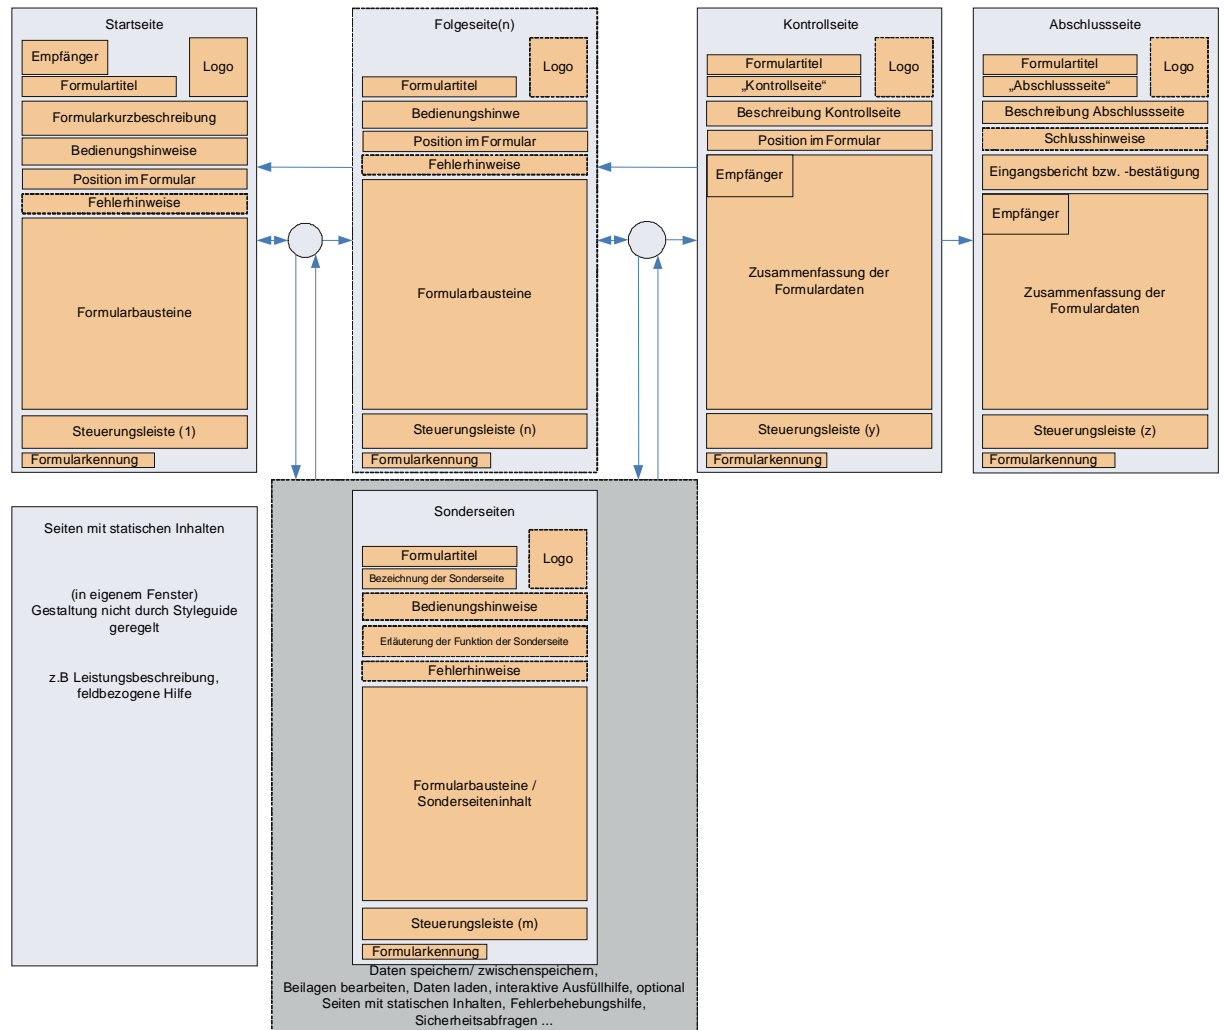 Startseite
Empfänger
Logo
Formulartitel
Formularkurzbeschreibung
Bedienungshinweise
Position im Formular
Fehlerhinweise
Formularbausteine
Steuerungsleiste (1)
Formularkennung
Folgeseite(n)
Logo
Formulartitel
Bedienungshinwe
Position im Formular
Fehlerhinweise
Formularbausteine
Steuerungsleiste (n)
Formularkennung
Kontrollseite
Formulartitel
Logo
„Kontrollseite“
Beschreibung Kontrollseite
Position im Formular
Empfänger
Zusammenfassung der
Formulardaten
Steuerungsleiste (y)
Formularkennung
Abschlussseite
Formulartitel
Logo
„Abschlussseite“
Beschreibung Abschlussseite
Schlusshinweise
Eingangsbericht bzw. -bestätigung
Empfänger
Zusammenfassung der
Formulardaten
Steuerungsleiste (z)
Formularkennung
Seiten mit statischen Inhalten
(in eigenem Fenster)
Gestaltung nicht durch Styleguide
geregelt
z.B Leistungsbeschreibung,
feldbezogene Hilfe
Sonderseiten
Formulartitel
Logo
Bezeichnung der Sonderseite
Bedienungshinweise
Erläuterung der Funktion der Sonderseite
Fehlerhinweise
Formularbausteine /
Sonderseiteninhalt
Steuerungsleiste (m)
Formularkennung
Daten speichern/ zwischenspeichern,
Beilagen bearbeiten, Daten laden, interaktive Ausfüllhilfe, optional
Seiten mit statischen Inhalten, Fehlerbehebungshilfe,
Sicherheitsabfragen ...